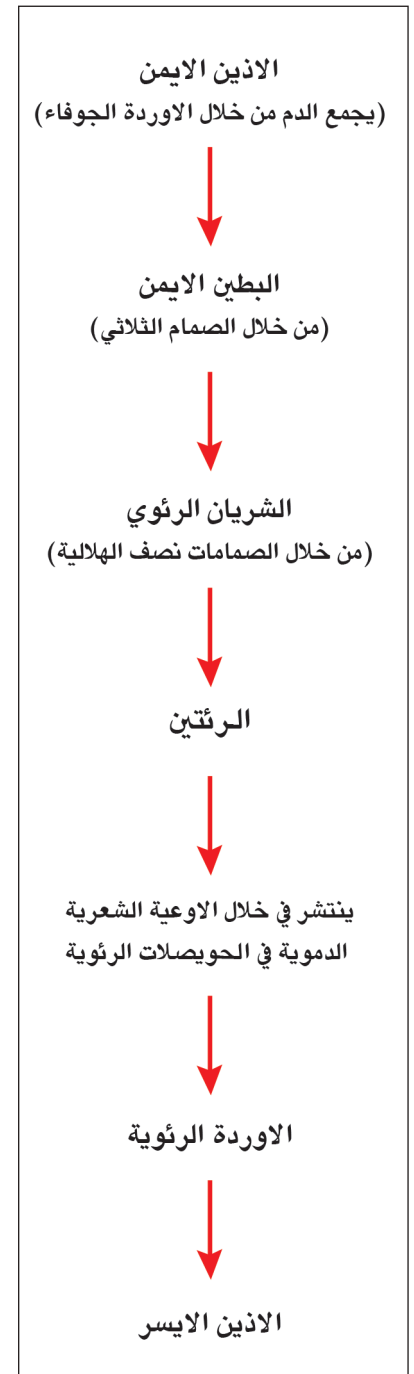 الاذين الايمن
(يجمع الدم من خلال الاوردة الجوفاء)
البطين الايمن
(من خلال الصمام الثلاثي)
الشريان الرئوي
(من خلال الصمامات نصف الهلالية)
الرئتين
ينتشر في خلال الاوعية الشعرية
الدموية في الحويصلات الرئوية
الاوردة الرئوية
الاذين الايسر